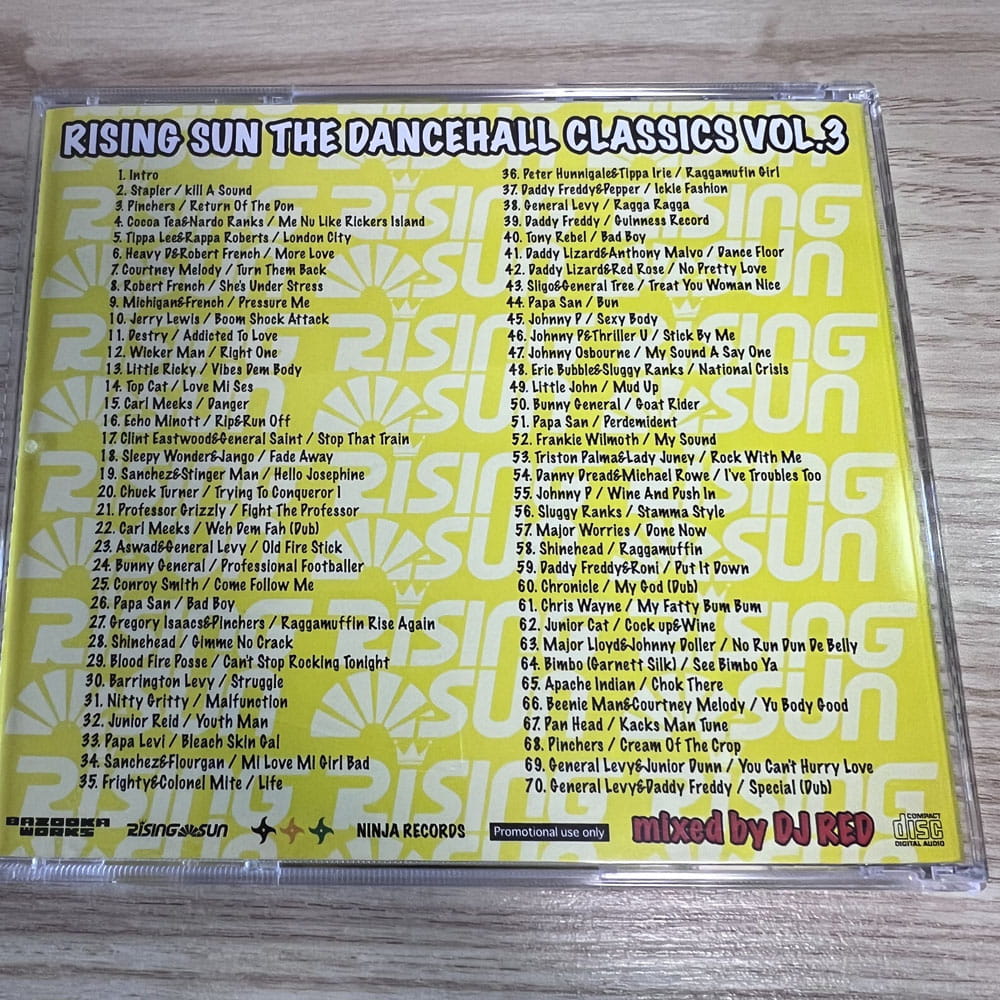 RISING SUN THE DANCEHALL CLASSICS VOL.3
1. Intro
2. Stapler / kill A Sound
3. Pinchers / Return Of The Don
4. Cocoa Tea&Nardo Ranks / Me Nu Like Rickers Island
5. Tippa Lee&Rappa Roberts / London City
6. Heavy D&Robert French / More Love
7. Courtney Melody / Turn Them Back
8. Robert French / She's Under Stress
9. Michigan&French / Pressure Me
10. Jerry Lewis / Boom Shock Attack
11. Destry / Addicted To Love
12. Wicker Man / Right One
13. Little Ricky / Vibes Dem Body
14. Top Cat / Love Mi Ses
15. Carl Meeks / Danger
16. Echo Minott / Rip&Run Off
17. Clint Eastwood&General Saint / Stop That Train
18. Sleepy Wonder&Jango / Fade Away
19. Sanchez&Stinger Man / Hello Josephine
20. Chuck Turner / Trying To Conqueror I
21. Professor Grizzly / Fight The Professor
22. Carl Meeks / Weh Dem Fah (Dub)
23. Aswad&General Levy / Old Fire Stick
24. Bunny General / Professional Footballer
25. Conroy Smith / Come Follow Me
26. Papa San / Bad Boy
27. Gregory Isaacs&Pinchers / Raggamuffin Rise Again
28. Shinehead / Gimme No Crack
29. Blood Fire Posse / Can't Stop Rocking Tonight
30. Barrington Levy / Struggle
31. Nitty Gritty / Malfunction
32. Junior Reid / Youth Man
33. Papa Levi / Bleach Skin Gal
34. Sanchez&Flourgan / Mi Love Mi Girl Bad
35. Frighty&Colonel Mite / Life
36. Peter Hunnigale&Tippa Irie / Raggamufin Girl
37. Daddy Freddy&Pepper / Ickle Fashion
38. General Levy / Ragga Ragga
39. Daddy Freddy / Guinness Record
40. Tony Rebel / Bad Boy
41. Daddy Lizard&Anthony Malvo / Dance Floor
42. Daddy Lizard&Red Rose / No Pretty Love
43. Sligo&General Tree / Treat You Woman Nice
44. Papa San / Bun
45. Johnny P / Sexy Body
46. Johnny P&Thriller U / Stick By Me
47. Johnny Osbourne / My Sound A Say One
48. Eric Bubble&Sluggy Ranks / National Crisis
49. Little John / Mud Up
50. Bunny General / Goat Rider
51. Papa San / Perdemident
52. Frankie Wilmoth / My Sound
53. Triston Palma&Lady Juney / Rock With Me
54. Danny Dread&Michael Rowe / I've Troubles Too
55. Johnny P / Wine And Push In
56. Sluggy Ranks / Stamma Style
57. Major Worries / Done Now
58. Shinehead / Raggamuffin
59. Daddy Freddy&Roni / Put It Down
60. Chronicle / My God (Dub)
61. Chris Wayne / My Fatty Bum Bum
62. Junior Cat / Cock up&Wine
63. Major Lloyd&Johnny Doller / No Run Dun De Belly
64. Bimbo (Garnett Silk) / See Bimbo Ya
65. Apache Indian / Chok There
66. Beenie Man&Courtney Melody / Yu Body Good
67. Pan Head / Kacks Man Tune
68. Pinchers / Cream Of The Crop
69. General Levy&Junior Dunn / You Can't Hurry Love
70. General Levy&Daddy Freddy / Special (Dub)
BAZOOKA WORKS
RISING SUN
NINJA RECORDS
Promotional use only
mixed by DJ RED
COMPACT disc DIGITAL AUDIO